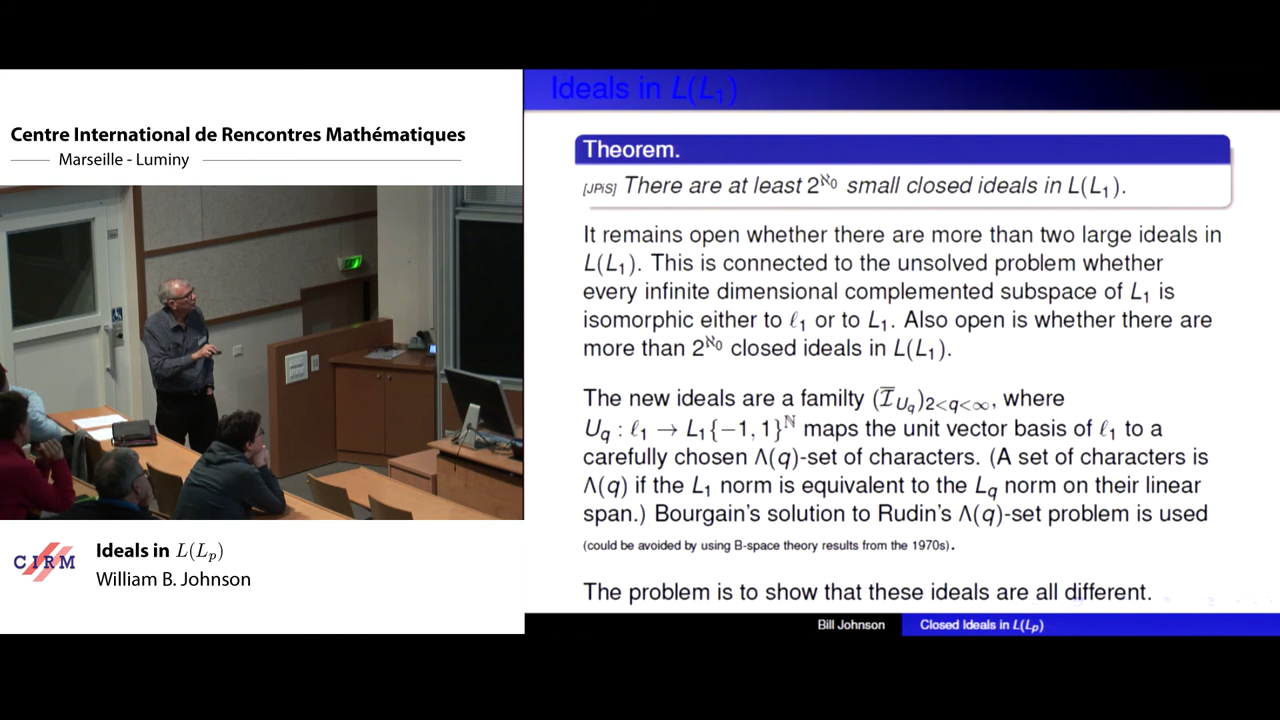 Centre International de Rencontres Mathématiques
Marseille - Luminy
CIRM
Ideals in L(Lₚ)
William B. Johnson
Ideals in L(L₁)
Theorem.
[JPiS] There are at least 2^ℵ₀ small closed ideals in L(L₁).
It remains open whether there are more than two large ideals in
L(L₁). This is connected to the unsolved problem whether
every infinite dimensional complemented subspace of L₁ is
isomorphic either to ℓ₁ or to L₁. Also open is whether there are
more than 2^ℵ₀ closed ideals in L(L₁).
The new ideals are a familty (Ī_{U_q})_{2<q<∞}, where
U_q : ℓ₁ → L₁{−1, 1}^ℕ maps the unit vector basis of ℓ₁ to a
carefully chosen Λ(q)-set of characters. (A set of characters is
Λ(q) if the L₁ norm is equivalent to the L_q norm on their linear
span.) Bourgain's solution to Rudin's Λ(q)-set problem is used
(could be avoided by using B-space theory results from the 1970s).
The problem is to show that these ideals are all different.
Bill Johnson
Closed Ideals in L(Lₚ)